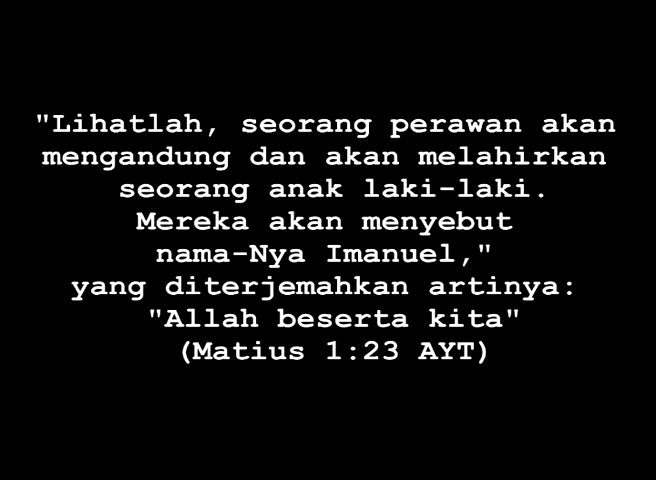 "Lihatlah, seorang perawan akan
mengandung dan akan melahirkan
seorang anak laki-laki.
Mereka akan menyebut
nama-Nya Imanuel,"
yang diterjemahkan artinya:
"Allah beserta kita"
(Matius 1:23 AYT)